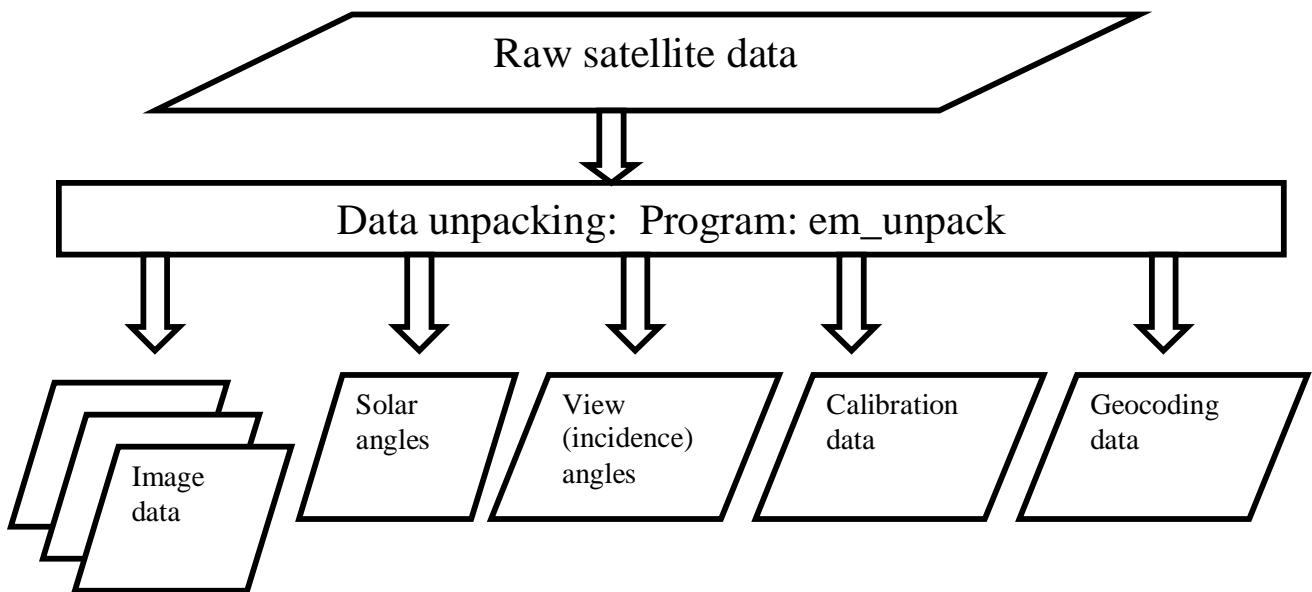 Raw satellite data
Data unpacking: Program: em_unpack
Image
data
Solar
angles
View
(incidence)
angles
Calibration
data
Geocoding
data